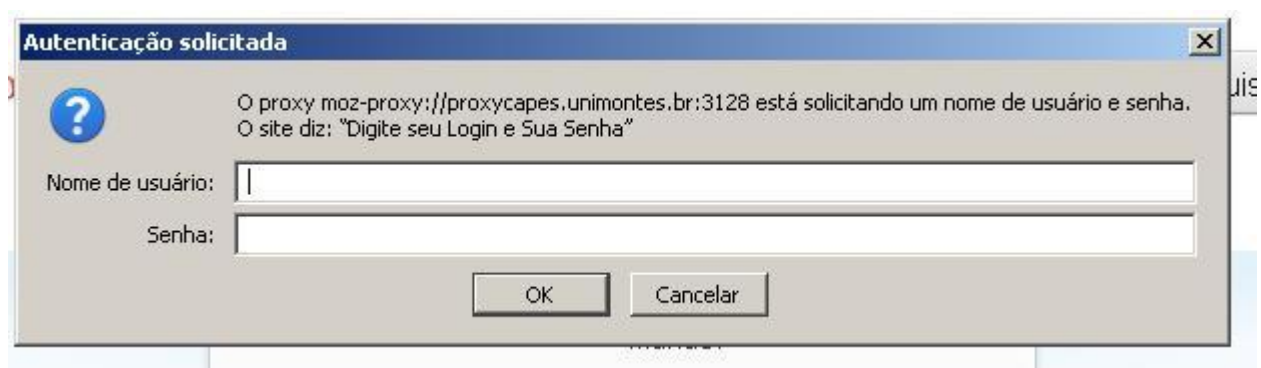 Autenticação solicitada
O proxy moz-proxy://proxycapes.unimontes.br:3128 está solicitando um nome de usuário e senha.
O site diz: “Digite seu Login e Sua Senha”
Nome de usuário:
Senha:
OK Cancelar